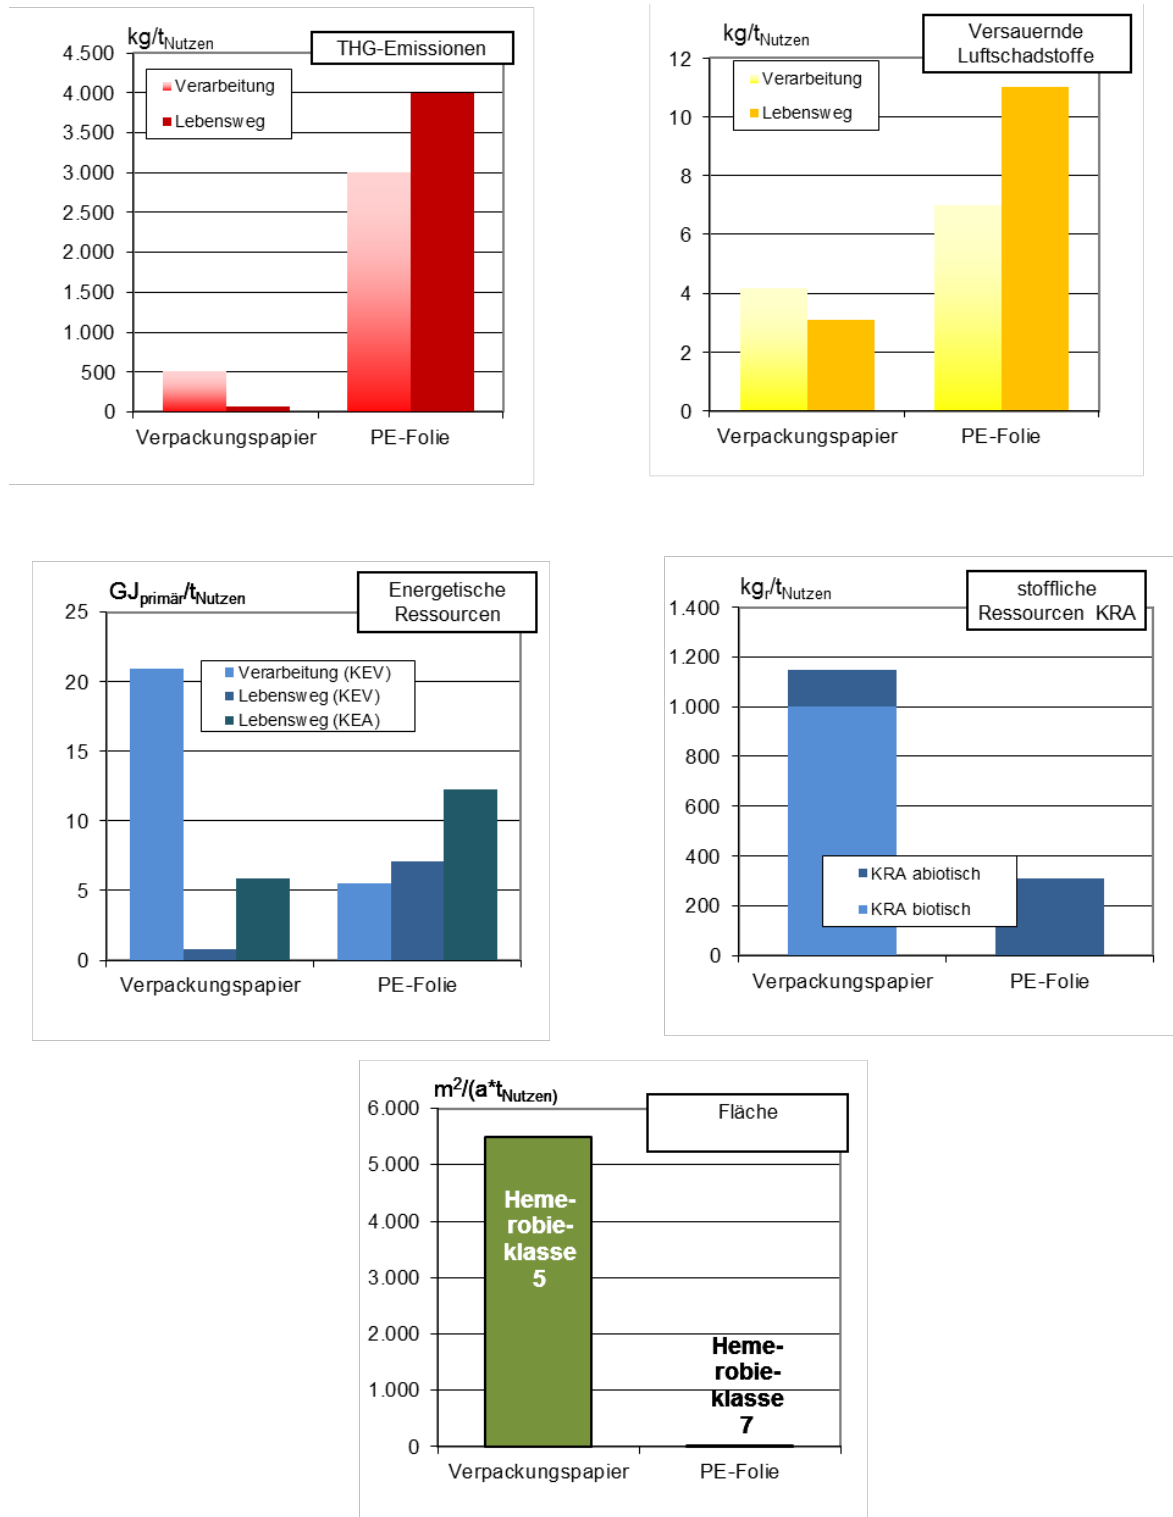 kg/tNutzen
THG-Emissionen
4.500
4.000
3.500
3.000
2.500
2.000
1.500
1.000
500
0
Verarbeitung
Lebensweg
Verpackungspapier
PE-Folie
kg/tNutzen
Versauernde
Luftschadstoffe
12
10
8
6
4
2
0
Verarbeitung
Lebensweg
Verpackungspapier
PE-Folie
GJprimär/tNutzen
Energetische
Ressourcen
25
20
15
10
5
0
Verarbeitung (KEV)
Lebensweg (KEV)
Lebensweg (KEA)
Verpackungspapier
PE-Folie
kgr/tNutzen
stoffliche
Ressourcen KRA
1.400
1.200
1.000
800
600
400
200
0
KRA abiotisch
KRA biotisch
Verpackungspapier
PE-Folie
m²/(a*tNutzen)
Fläche
6.000
5.000
4.000
3.000
2.000
1.000
0
Heme-
robie-
klasse
5
Heme-
robie-
klasse
7
Verpackungspapier
PE-Folie